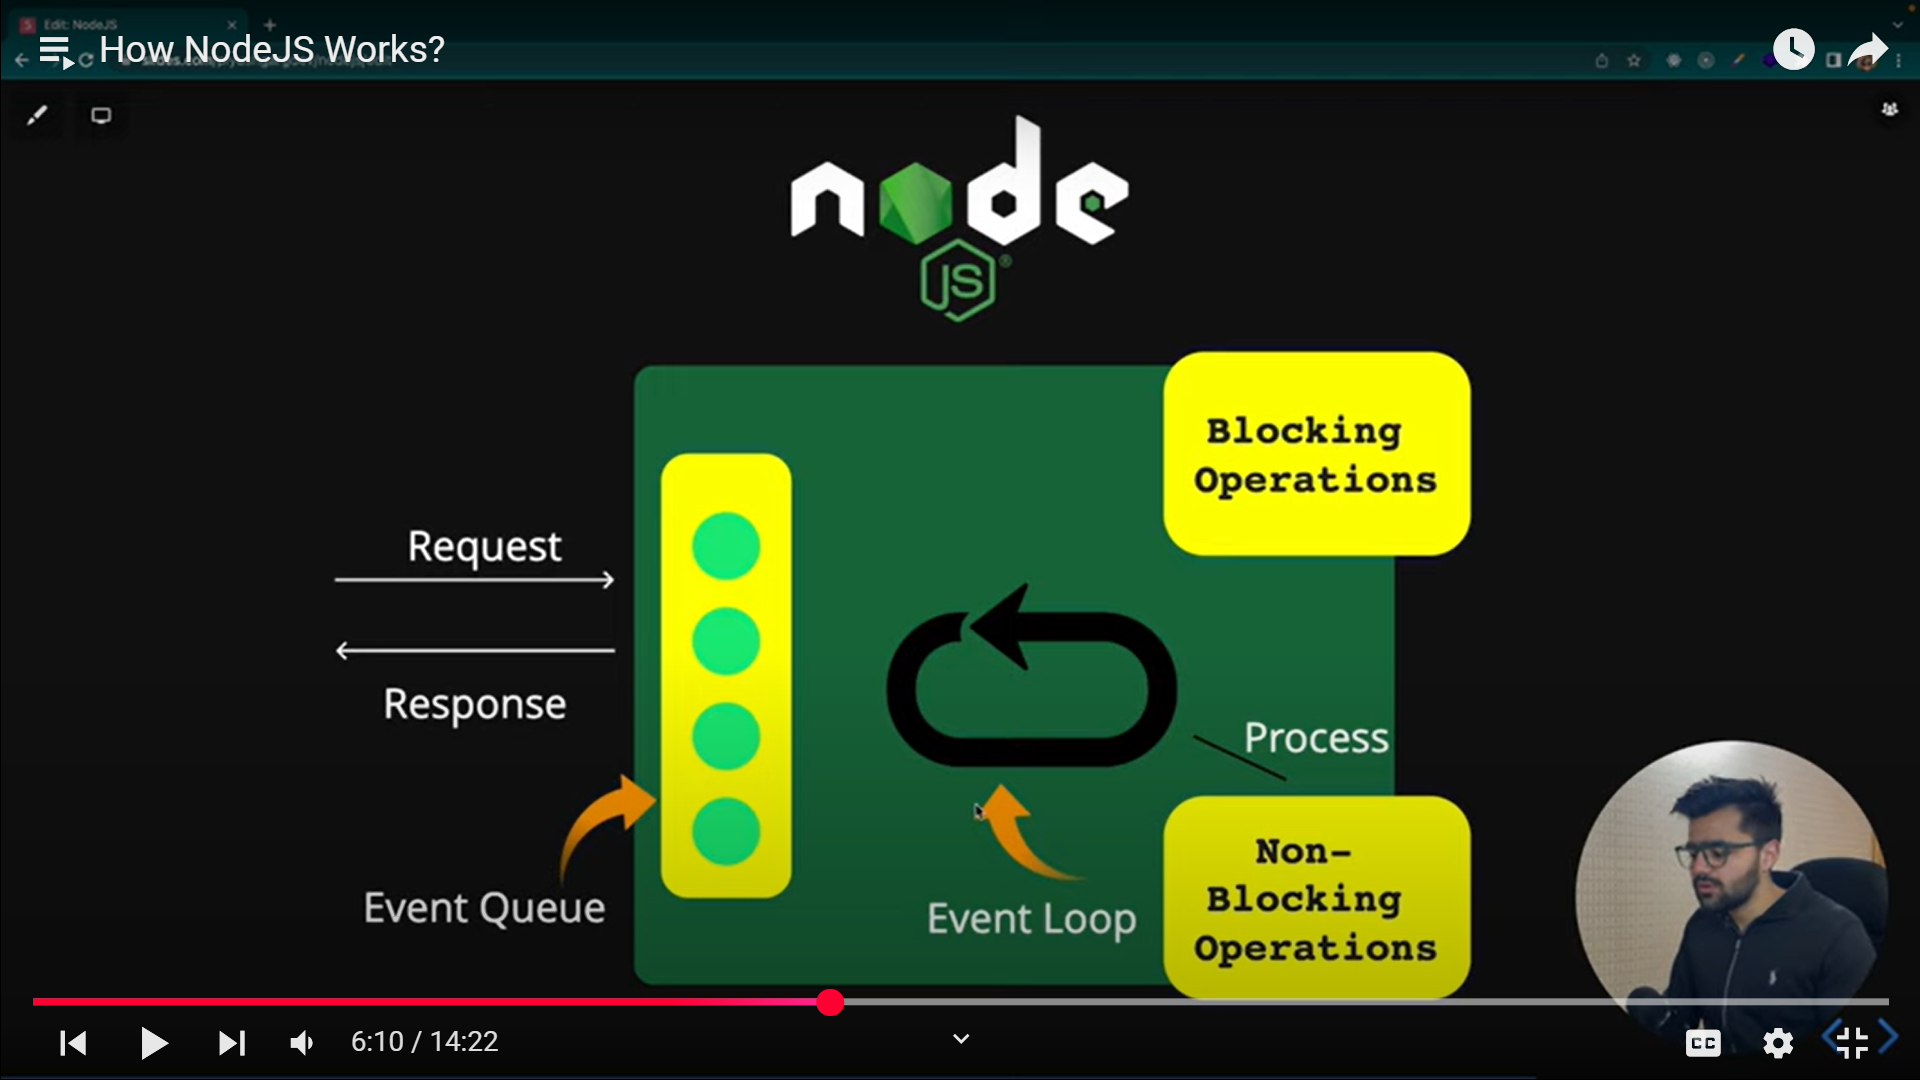 Edit: NodeJS
How NodeJS Works?
node
JS
Request
Response
Event Queue
Event Loop
Process
Blocking
Operations
Non-
Blocking
Operations
6:10 / 14:22
CC